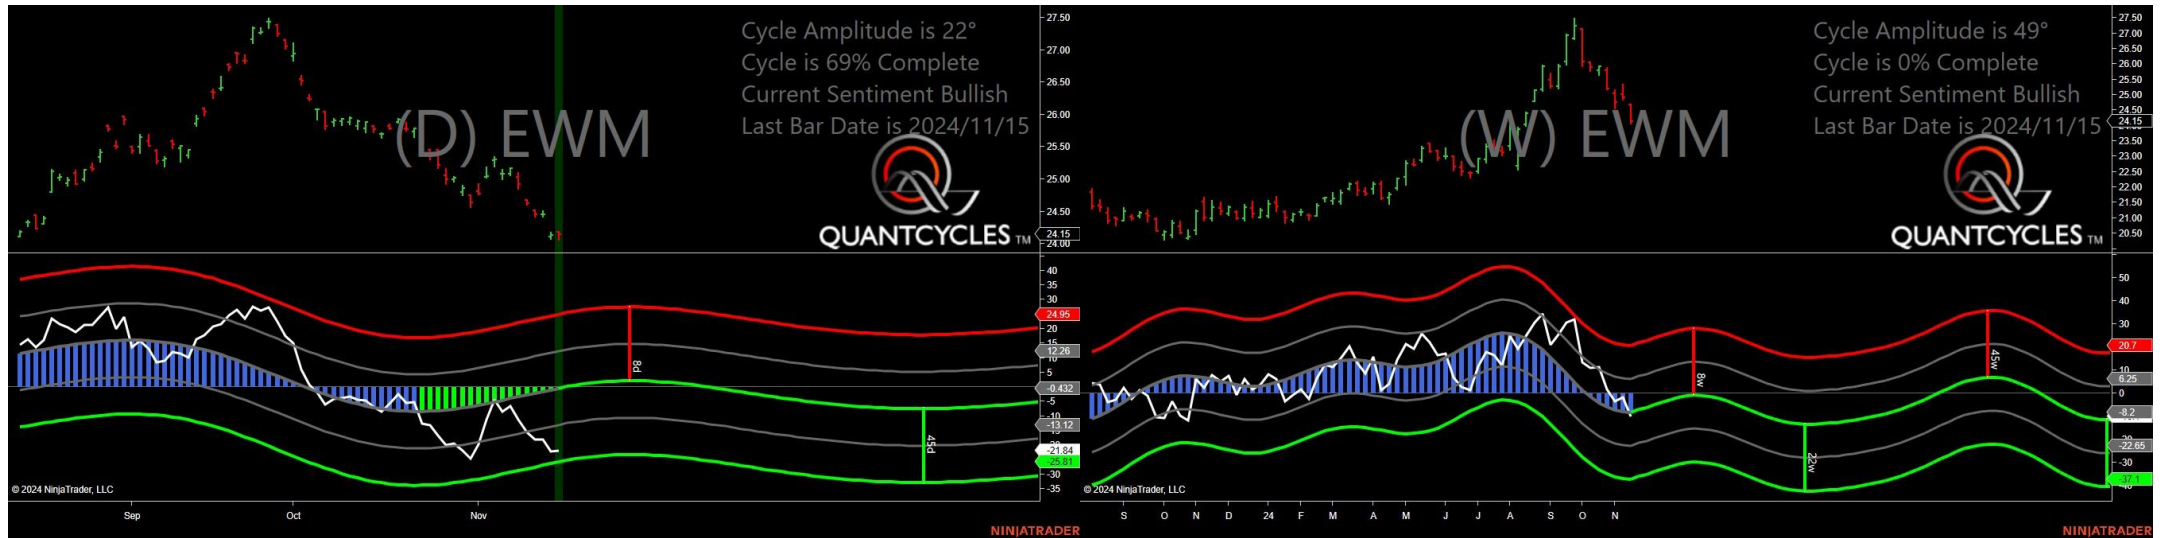 Cycle Amplitude is 22°
Cycle is 69% Complete
Current Sentiment Bullish
Last Bar Date is 2024/11/15
(D) EWM
QUANTCYCLES TM
27.50
27.00
26.50
26.00
25.50
25.00
24.50
24.15
24.00
40
35
30
24.95
20
15
12.26
5
-0.432
-5
-10
-13.12
-21.84
-25.81
-30
-35
8d
45d
© 2024 NinjaTrader, LLC
Sep Oct Nov
NINJATRADER
Cycle Amplitude is 49°
Cycle is 0% Complete
Current Sentiment Bullish
Last Bar Date is 2024/11/15
(W) EWM
QUANTCYCLES TM
27.50
27.00
26.50
26.00
25.50
25.00
24.50
24.15
23.50
23.00
22.50
22.00
21.50
21.00
20.50
50
40
30
20.7
10
6.25
0
-8.2
-22.65
-30
-37.1
8w
22w
45w
© 2024 NinjaTrader, LLC
S O N D 24 F M A M J J A S O N
NINJATRADER